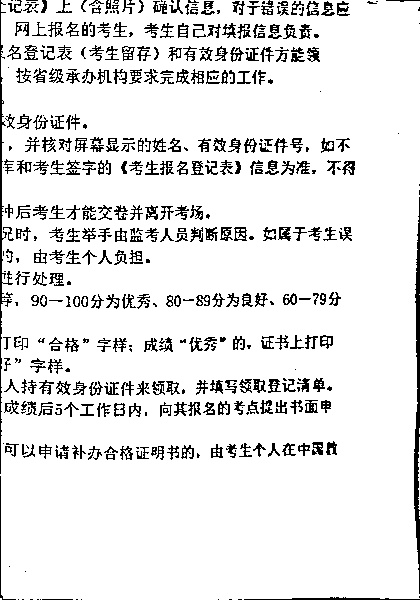 记表》上（含照片）确认信息，对于错误的信息应
网上报名的考生，考生自己对填报信息负责。
名登记表（考生留存）和有效身份证件方能领
按省级承办机构要求完成相应的工作。
效身份证件。
，并核对屏幕显示的姓名、有效身份证件号，如不
车和考生签字的《考生报名登记表》信息为准，不得
钟后考生才能交卷并离开考场。
况时，考生举手由监考人员判断原因。如属于考生误
的，由考生个人负担。
进行处理。
等，90—100分为优秀、80—89分为良好、60—79分
打印“合格”字样；成绩“优秀”的，证书上打印
好”字样。
人持有效身份证件来领取，并填写领取登记清单。
成绩后5个工作日内，向其报名的考点提出书面申
可以申请补办合格证明书的，由考生个人在中国教